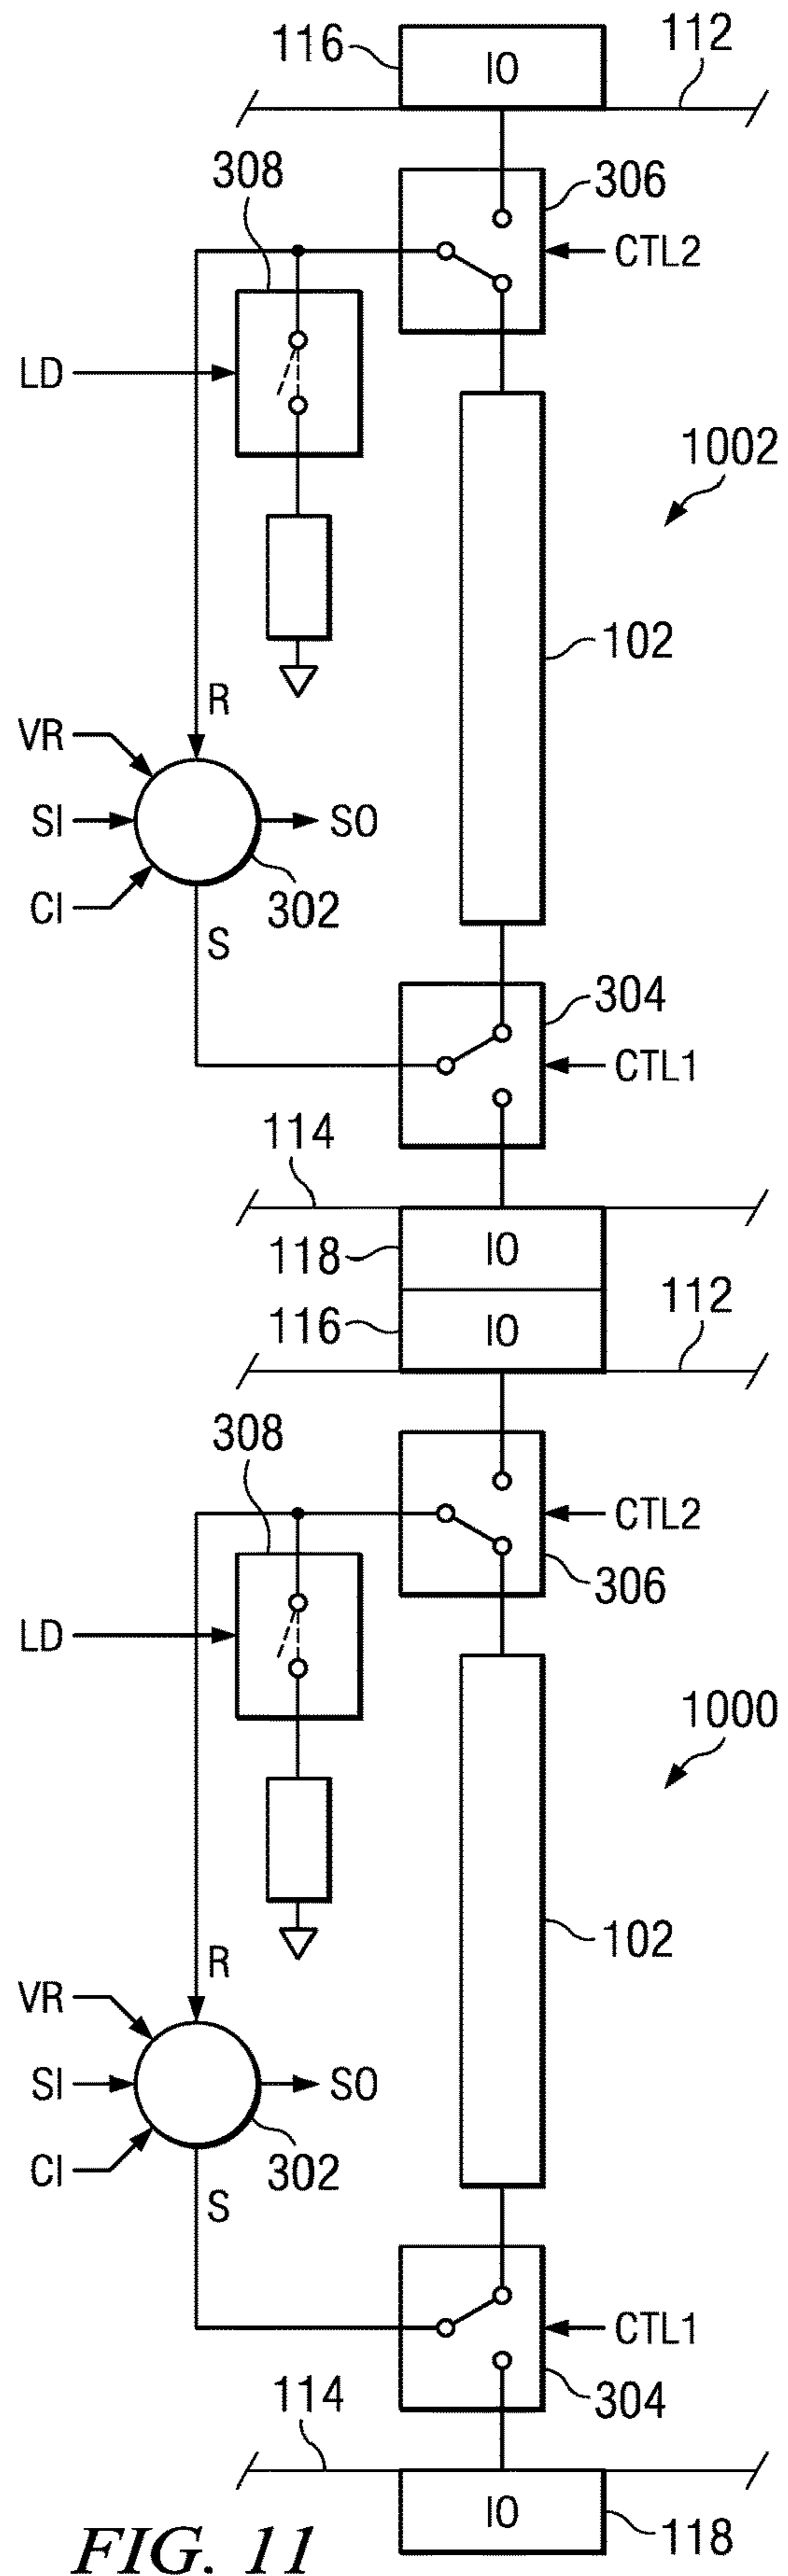 116 IO 112
308 306
CTL2
LD
1002
102
R
VR
SI SO
CI 302
S
304
CTL1
114
118 IO
116 IO 112
308
CTL2
306
LD
1000
102
R
VR
SI SO
CI 302
S
CTL1
304
114
IO
118
FIG. 11